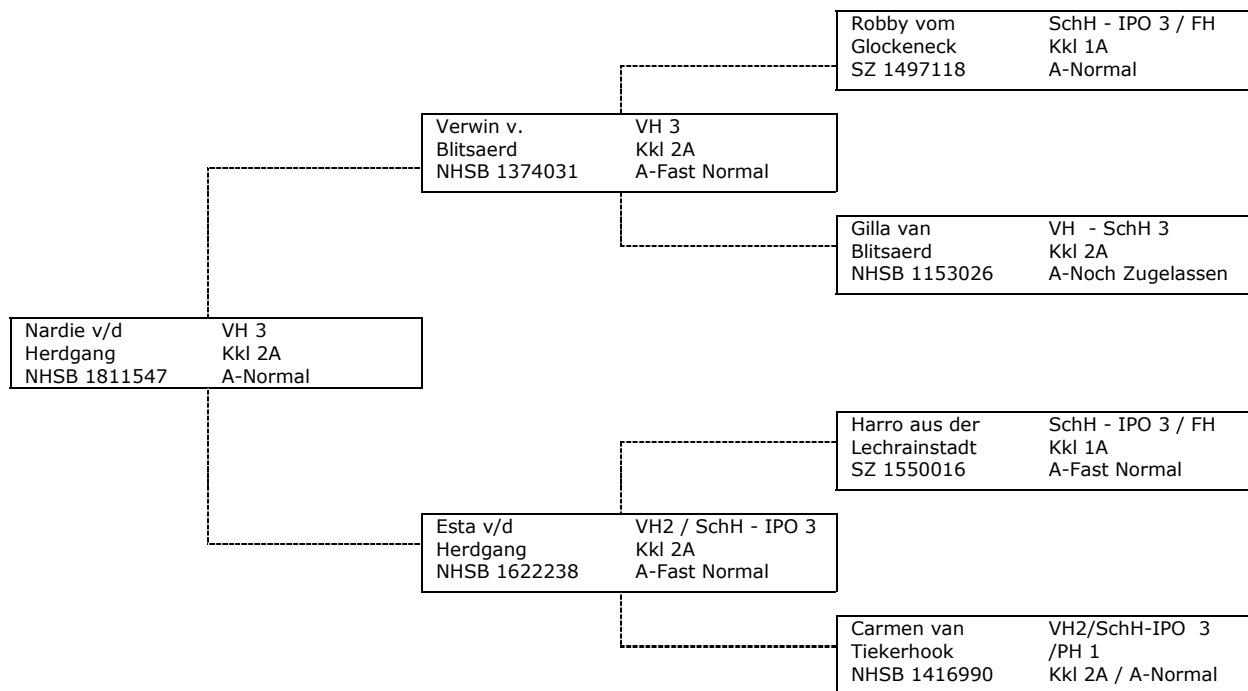 Robby vom SchH - IPO 3 / FH
Glockeneck Kkl 1A
SZ 1497118 A-Normal
Verwin v. VH 3
Blitsaerd Kkl 2A
NHSB 1374031 A-Fast Normal
Gilla van VH - SchH 3
Blitsaerd Kkl 2A
NHSB 1153026 A-Noch Zugelassen
Nardie v/d VH 3
Herdgang Kkl 2A
NHSB 1811547 A-Normal
Harro aus der SchH - IPO 3 / FH
Lechrainstadt Kkl 1A
SZ 1550016 A-Fast Normal
Esta v/d VH2 / SchH - IPO 3
Herdgang Kkl 2A
NHSB 1622238 A-Fast Normal
Carmen van VH2/SchH-IPO 3
Tiekerhook /PH 1
NHSB 1416990 Kkl 2A / A-Normal